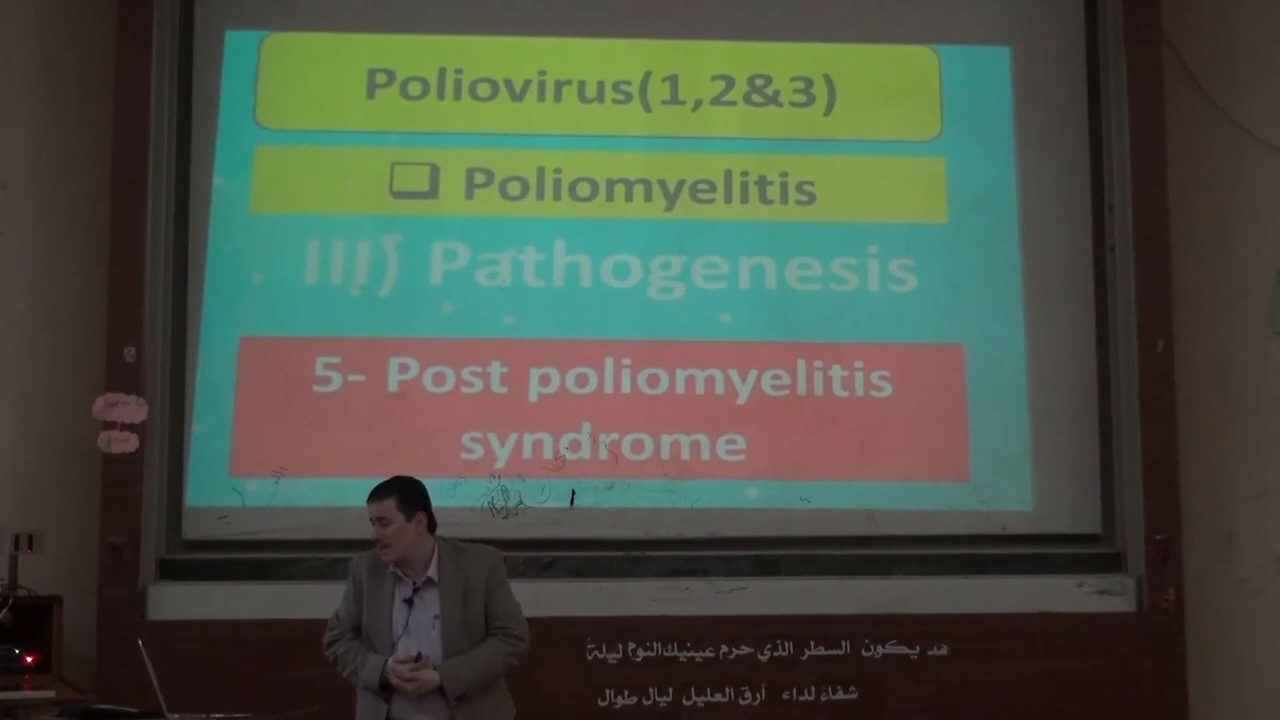 Poliovirus(1,2&3)
❑ Poliomyelitis
III) Pathogenesis
5- Post poliomyelitis
syndrome
قد يكون السطر الذي حرم عينيك النوم ليلة
شفاءً لداء أرق العليل ليال طوال